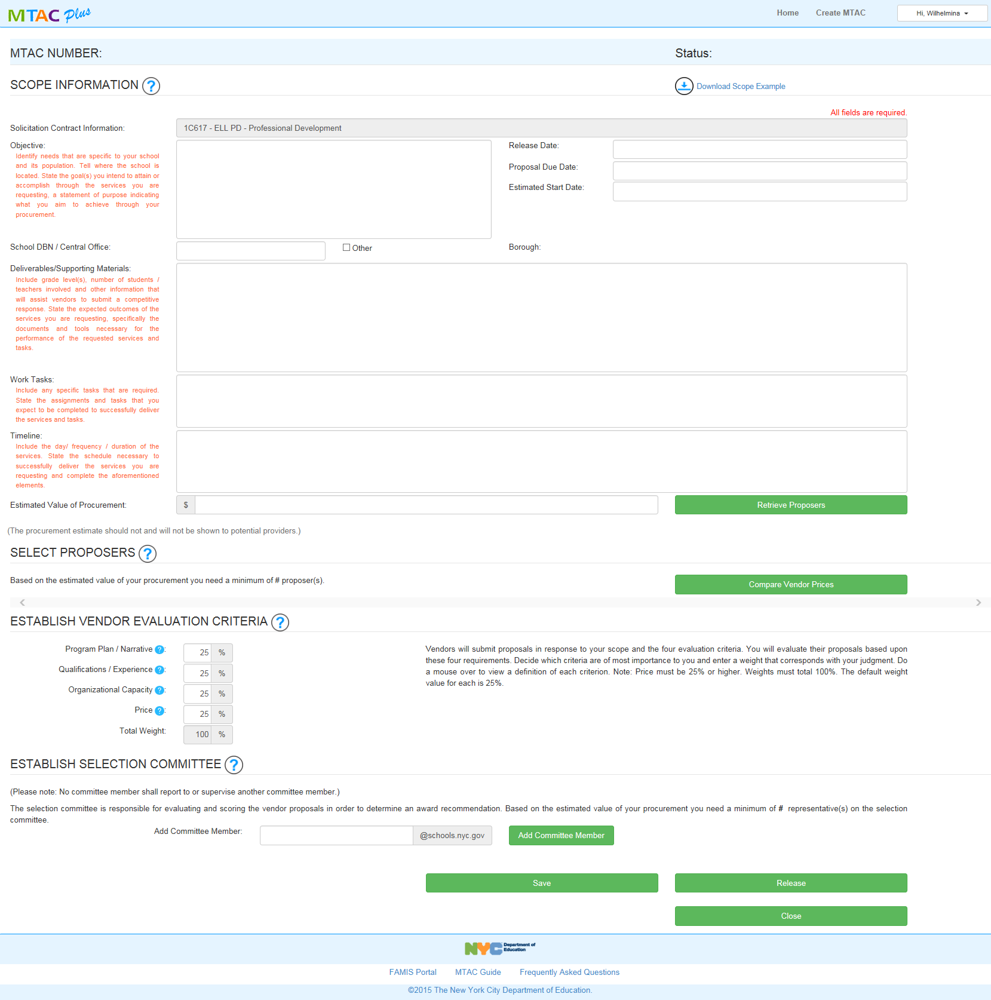 MTAC Plus
Home Create MTAC Hi, Wilhelmina
MTAC NUMBER: Status:
SCOPE INFORMATION ? Download Scope Example
All fields are required.
Solicitation Contract Information: 1C617 - ELL PD - Professional Development
Objective:
Identify needs that are specific to your school
and its population. Tell where the school is
located. State the goal(s) you intend to attain or
accomplish through the services you are
requesting, a statement of purpose indicating
what you aim to achieve through your
procurement.
Release Date:
Proposal Due Date:
Estimated Start Date:
School DBN / Central Office: Other Borough:
Deliverables/Supporting Materials:
Include grade level(s), number of students /
teachers involved and other information that
will assist vendors to submit a competitive
response. State the expected outcomes of the
services you are requesting, specifically the
documents and tools necessary for the
performance of the requested services and
tasks.
Work Tasks:
Include any specific tasks that are required.
State the assignments and tasks that you
expect to be completed to successfully deliver
the services and tasks.
Timeline:
Include the day/ frequency / duration of the
services. State the schedule necessary to
successfully deliver the services you are
requesting and complete the aforementioned
elements.
Estimated Value of Procurement: $ Retrieve Proposers
(The procurement estimate should not and will not be shown to potential providers.)
SELECT PROPOSERS ?
Based on the estimated value of your procurement you need a minimum of # proposer(s). Compare Vendor Prices
ESTABLISH VENDOR EVALUATION CRITERIA ?
Program Plan / Narrative ?: 25 %
Qualifications / Experience ?: 25 %
Organizational Capacity ?: 25 %
Price ?: 25 %
Total Weight: 100 %
Vendors will submit proposals in response to your scope and the four evaluation criteria. You will evaluate their proposals based upon
these four requirements. Decide which criteria are of most importance to you and enter a weight that corresponds with your judgment. Do
a mouse over to view a definition of each criterion. Note: Price must be 25% or higher. Weights must total 100%. The default weight
value for each is 25%.
ESTABLISH SELECTION COMMITTEE ?
(Please note: No committee member shall report to or supervise another committee member.)
The selection committee is responsible for evaluating and scoring the vendor proposals in order to determine an award recommendation. Based on the estimated value of your procurement you need a minimum of # representative(s) on the selection
committee.
Add Committee Member: @schools.nyc.gov Add Committee Member
Save Release
Close
NYC Department of
Education
FAMIS Portal MTAC Guide Frequently Asked Questions
©2015 The New York City Department of Education.